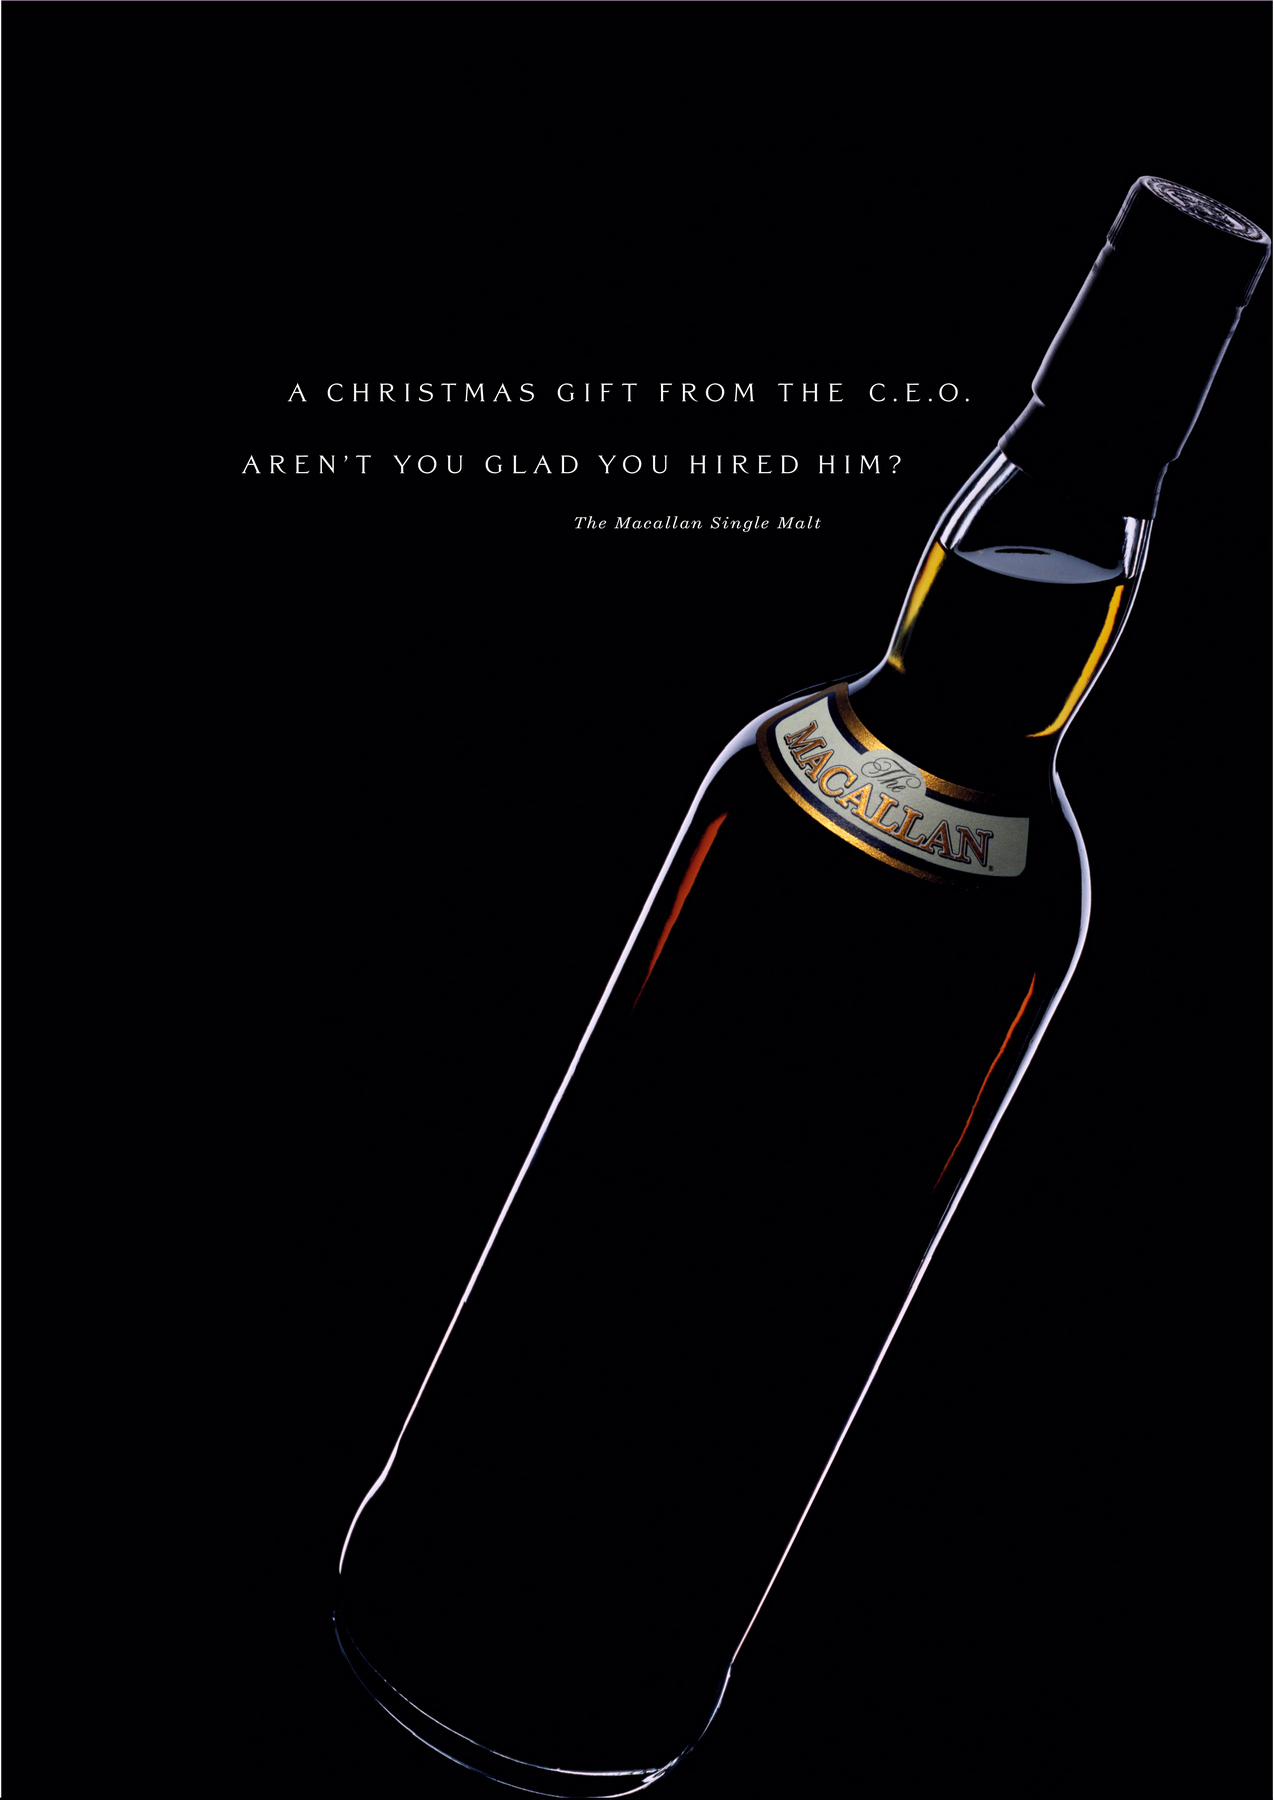 A CHRISTMAS GIFT FROM THE C.E.O.
AREN’T YOU GLAD YOU HIRED HIM?
The Macallan Single Malt
The
MACALLAN